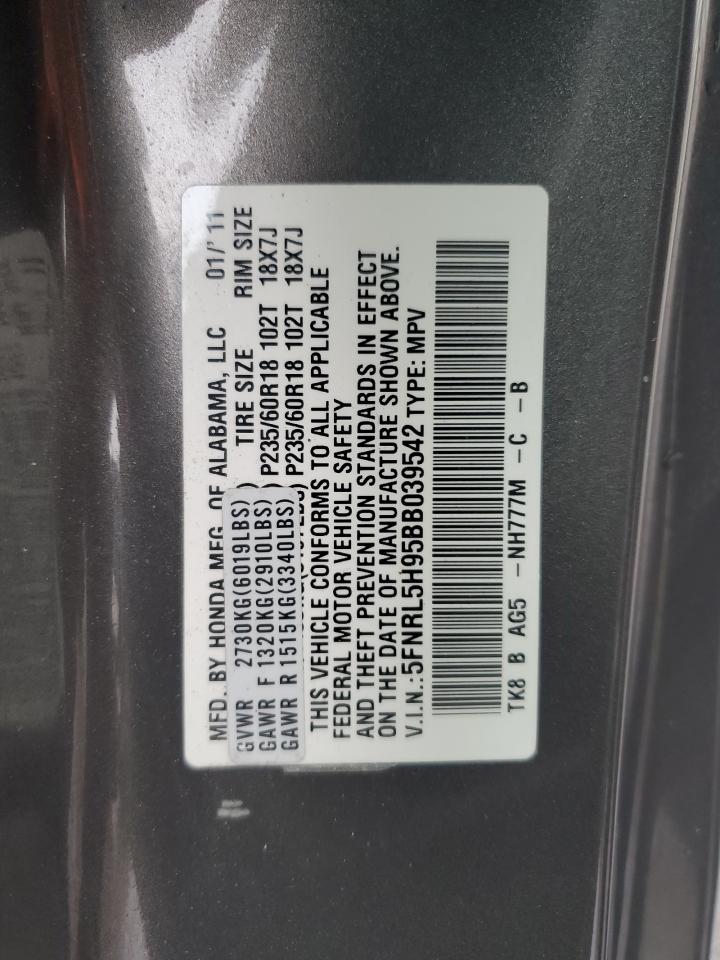 MFD. BY HONDA MFG. OF ALABAMA, LLC 01/'11
GVWR 2730KG(6019LBS) TIRE SIZE RIM SIZE
GAWR F 1320KG(2910LBS) P235/60R18 102T 18X7J
GAWR R 1515KG(3340LBS) P235/60R18 102T 18X7J
THIS VEHICLE CONFORMS TO ALL APPLICABLE
FEDERAL MOTOR VEHICLE SAFETY
AND THEFT PREVENTION STANDARDS IN EFFECT
ON THE DATE OF MANUFACTURE SHOWN ABOVE.
V.I.N.:5FNRL5H95BB039542 TYPE: MPV
TK8 B AG5 -NH777M -C -B